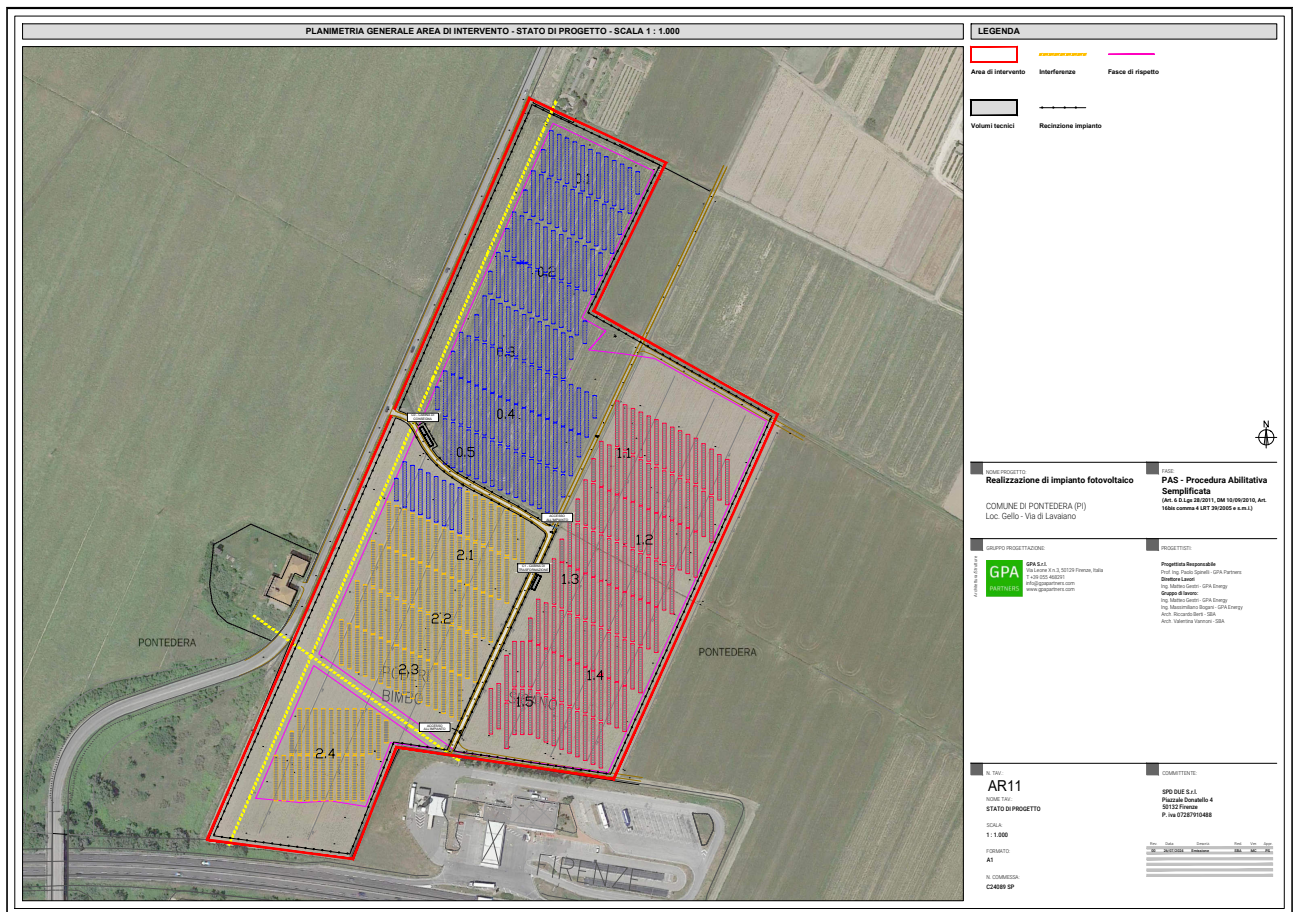 PLANIMETRIA GENERALE AREA DI INTERVENTO - STATO DI PROGETTO - SCALA 1 : 1.000
0.1
0.2
0.3
0.4
0.5
1.1
1.2
1.3
1.4
1.5
2.1
2.2
2.3
2.4
ACCESSO
ALL'IMPIANTO
ACCESSO
ALL'IMPIANTO
PONTEDERA
PONTEDERA
PODERI
BIMBO
FIRENZE
LEGENDA
Area di intervento
Interferenze
Fasce di rispetto
Volumi tecnici
Recinzione impianto
N
NOME PROGETTO:
Realizzazione di impianto fotovoltaico
COMUNE DI PONTEDERA (PI)
Loc. Gello - Via di Lavaiano
FASE:
PAS - Procedura Abilitativa
Semplificata
(Art. 6 D.Lgs 28/2011, DM 10/09/2010, Art.
16bis comma 4 LRT 39/2005 e s.m.i.)
GRUPPO PROGETTAZIONE:
GPA
PARTNERS
GPA S.r.l.
Via Leone X n.3, 50129 Firenze, Italia
info@gpapartners.com
www.gpapartners.com
PROGETTISTI:
Progettista Responsabile
Prof. Ing. Paolo Spinelli - GPA Partners
Direttore Lavori
Ing. Matteo Gestri - GPA Energy
Gruppo di lavoro:
Ing. Matteo Gestri - GPA Energy
Ing. Massimiliano Bogani - GPA Energy
Arch. Riccardo Berti - SBA
Arch. Valentina Vannoni - SBA
N. TAV.:
AR11
NOME TAV.:
STATO DI PROGETTO
SCALA:
1 : 1.000
FORMATO:
A1
N. COMMESSA:
C24089 SP
COMMITTENTE:
SPD DUE S.r.l.
Piazzale Donatello 4
50132 Firenze
P. iva 07287910488